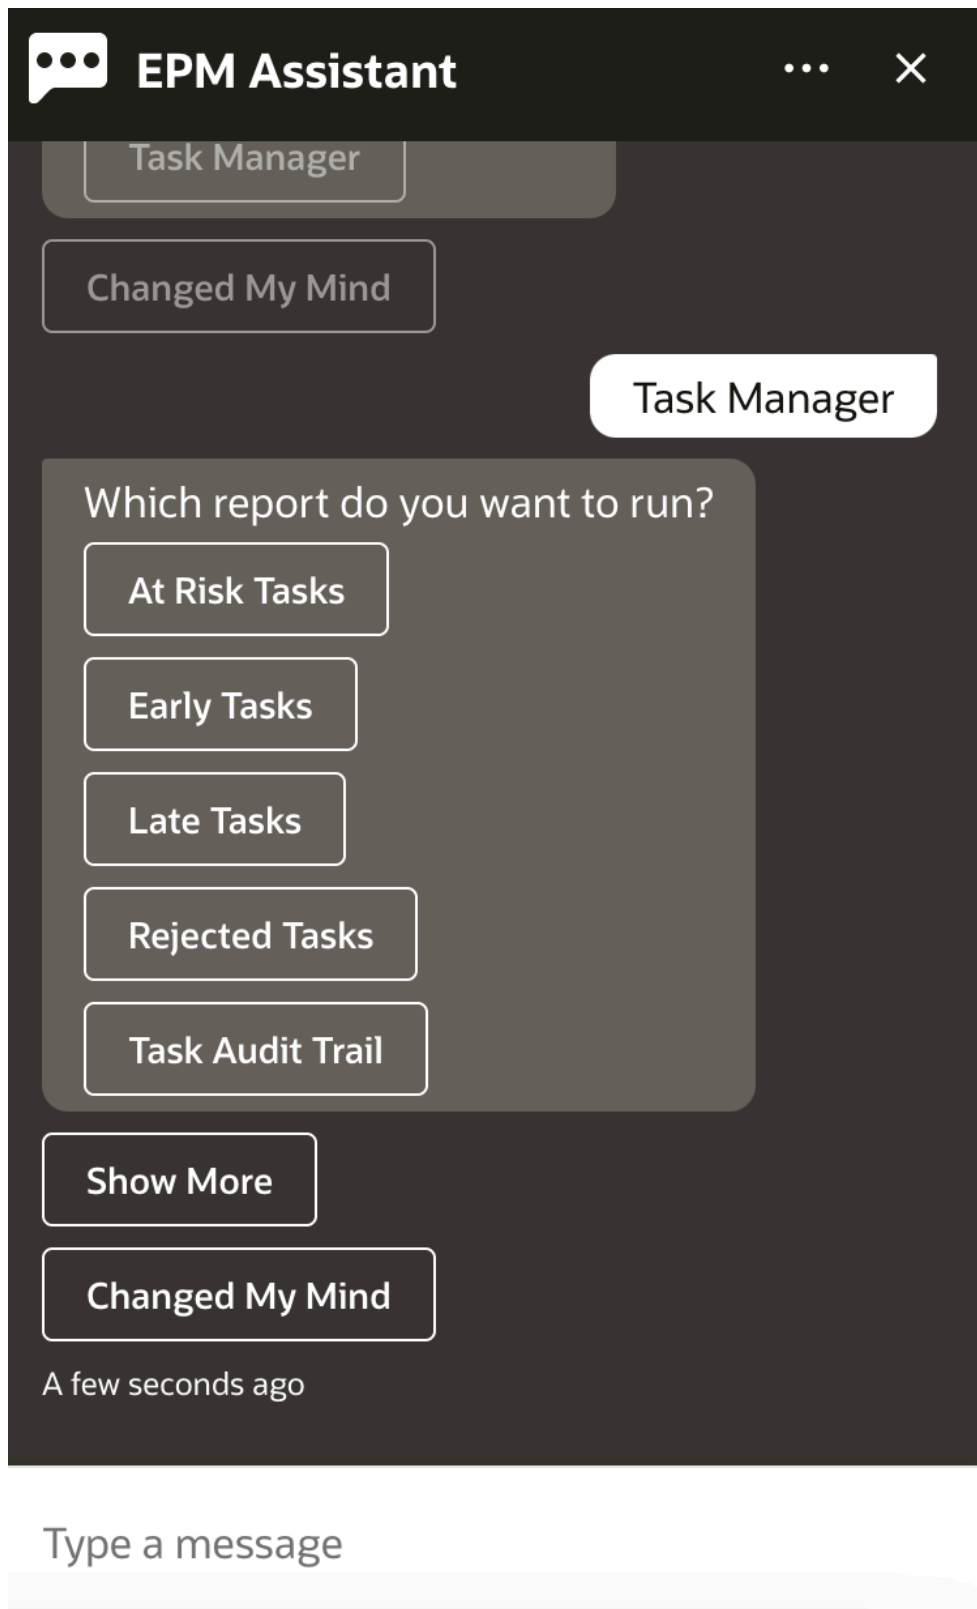 EPM Assistant
Task Manager
Changed My Mind
Task Manager
Which report do you want to run?
At Risk Tasks
Early Tasks
Late Tasks
Rejected Tasks
Task Audit Trail
Show More
Changed My Mind
A few seconds ago
Type a message